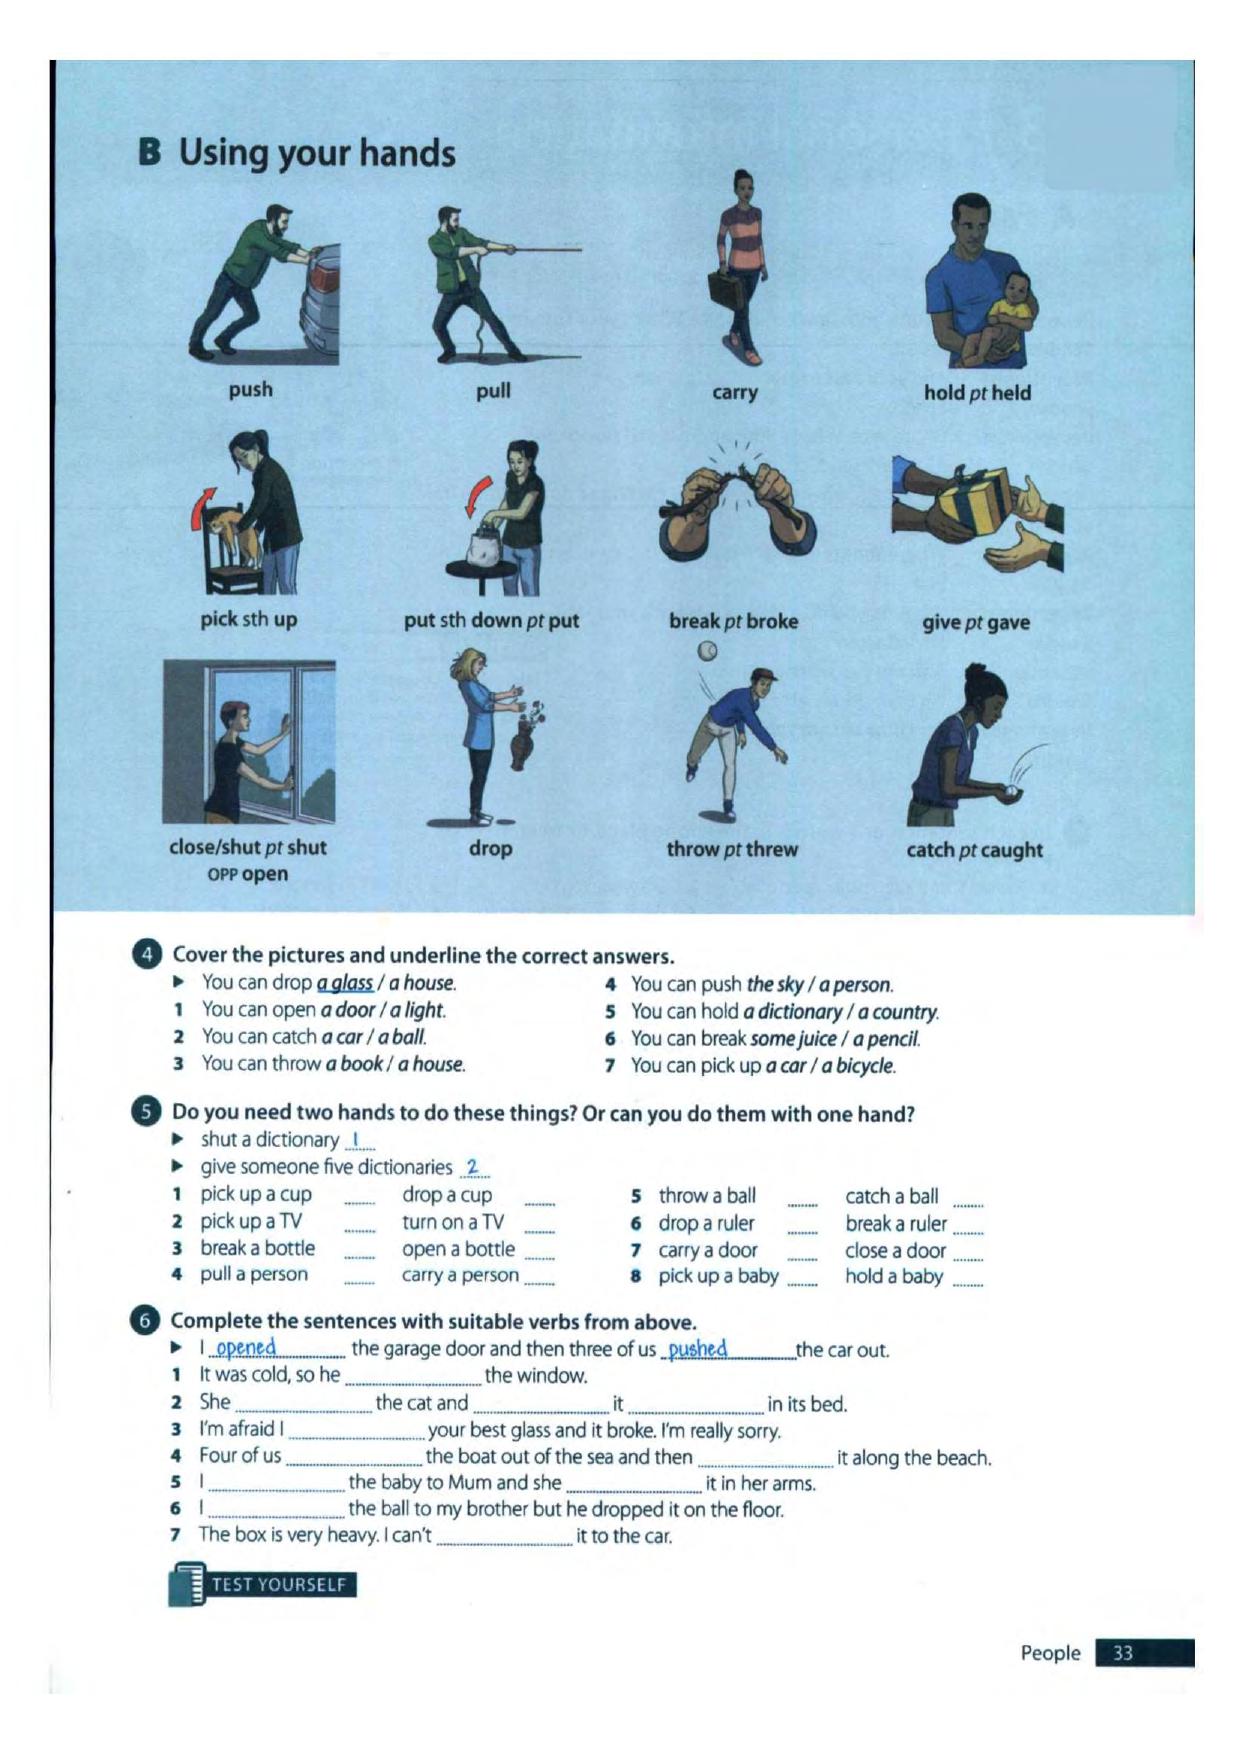 B Using your hands
push
pull
carry
hold pt held
pick sth up
put sth down pt put
break pt broke
give pt gave
close/shut pt shut
OPP open
drop
throw pt threw
catch pt caught
4 Cover the pictures and underline the correct answers.
▶ You can drop a glass / a house.
1 You can open a door / a light.
2 You can catch a car / a ball.
3 You can throw a book / a house.
4 You can push the sky / a person.
5 You can hold a dictionary / a country.
6 You can break some juice / a pencil.
7 You can pick up a car / a bicycle.
5 Do you need two hands to do these things? Or can you do them with one hand?
▶ shut a dictionary 1
▶ give someone five dictionaries 2
1 pick up a cup ........ drop a cup ........
2 pick up a TV ........ turn on a TV ........
3 break a bottle ........ open a bottle ........
4 pull a person ........ carry a person ........
5 throw a ball ........ catch a ball ........
6 drop a ruler ........ break a ruler ........
7 carry a door ........ close a door ........
8 pick up a baby ........ hold a baby ........
6 Complete the sentences with suitable verbs from above.
▶ I opened the garage door and then three of us pushed the car out.
1 It was cold, so he ........ the window.
2 She ........ the cat and ........ it ........ in its bed.
3 I'm afraid I ........ your best glass and it broke. I'm really sorry.
4 Four of us ........ the boat out of the sea and then ........ it along the beach.
5 I ........ the baby to Mum and she ........ it in her arms.
6 I ........ the ball to my brother but he dropped it on the floor.
7 The box is very heavy. I can't ........ it to the car.
TEST YOURSELF
People 33